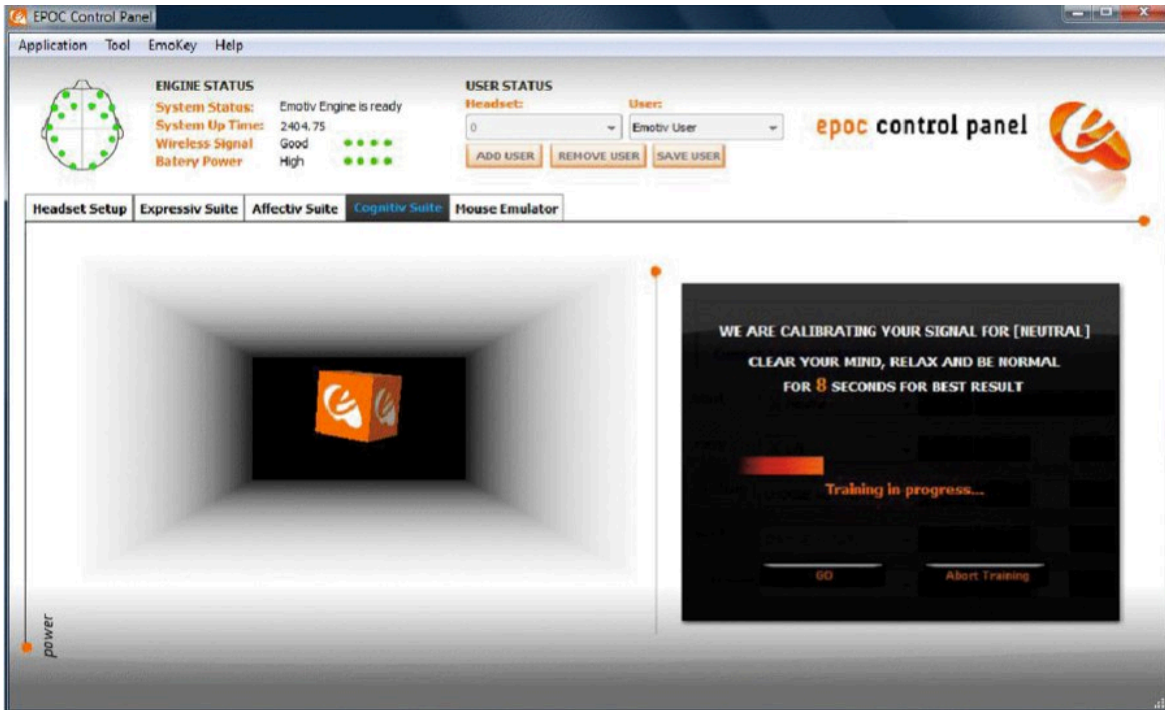 EPOC Control Panel
Application Tool EmoKey Help
ENGINE STATUS
System Status: Emotiv Engine is ready
System Up Time: 2404.75
Wireless Signal Good
Batery Power High
USER STATUS
Headset: User:
0 Emotiv User
ADD USER REMOVE USER SAVE USER
epoc control panel
Headset Setup Expressiv Suite Affectiv Suite Cognitiv Suite Mouse Emulator
WE ARE CALIBRATING YOUR SIGNAL FOR [NEUTRAL]
CLEAR YOUR MIND, RELAX AND BE NORMAL
FOR 8 SECONDS FOR BEST RESULT
Training in progress...
GO Abort Training
power